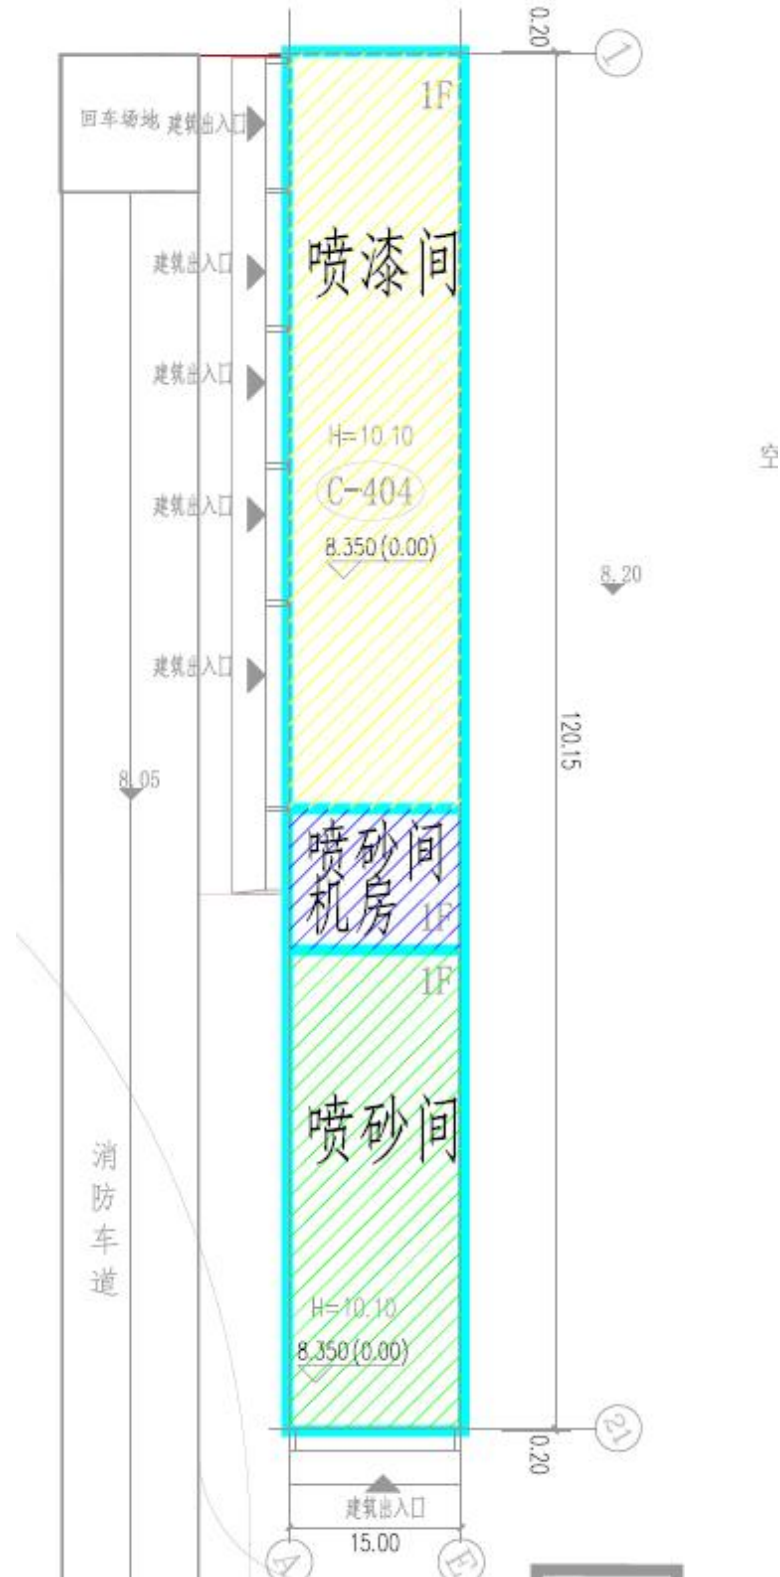 0.20
1
1F
回车场地
建筑出入口
喷漆间
建筑出入口
建筑出入口
H=10.10
空
C-404
建筑出入口
8.350(0.00)
8.20
建筑出入口
120.15
8.05
喷砂间
机房
1F
1F
喷砂间
消防车道
H=10.10
8.350(0.00)
21
0.20
建筑出入口
15.00
A
E